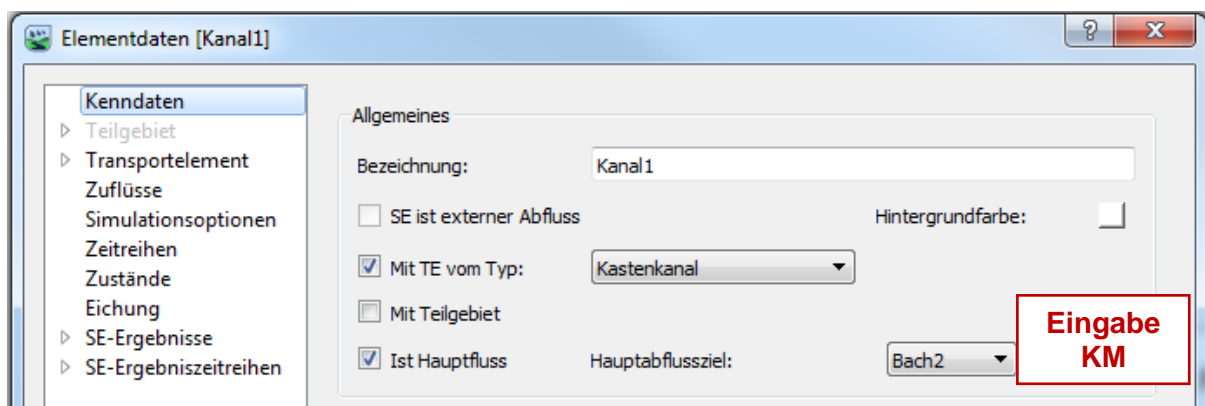 Elementdaten [Kanal1]
? X
Kenndaten
Teilgebiet
Transportelement
Zuflüsse
Simulationsoptionen
Zeitreihen
Zustände
Eichung
SE-Ergebnisse
SE-Ergebniszeitreihen
Allgemeines
Bezeichnung: Kanal1
SE ist externer Abfluss Hintergrundfarbe:
Mit TE vom Typ: Kastenkanal
Mit Teilgebiet
Ist Hauptfluss Hauptabflussziel: Bach2
Eingabe
KM